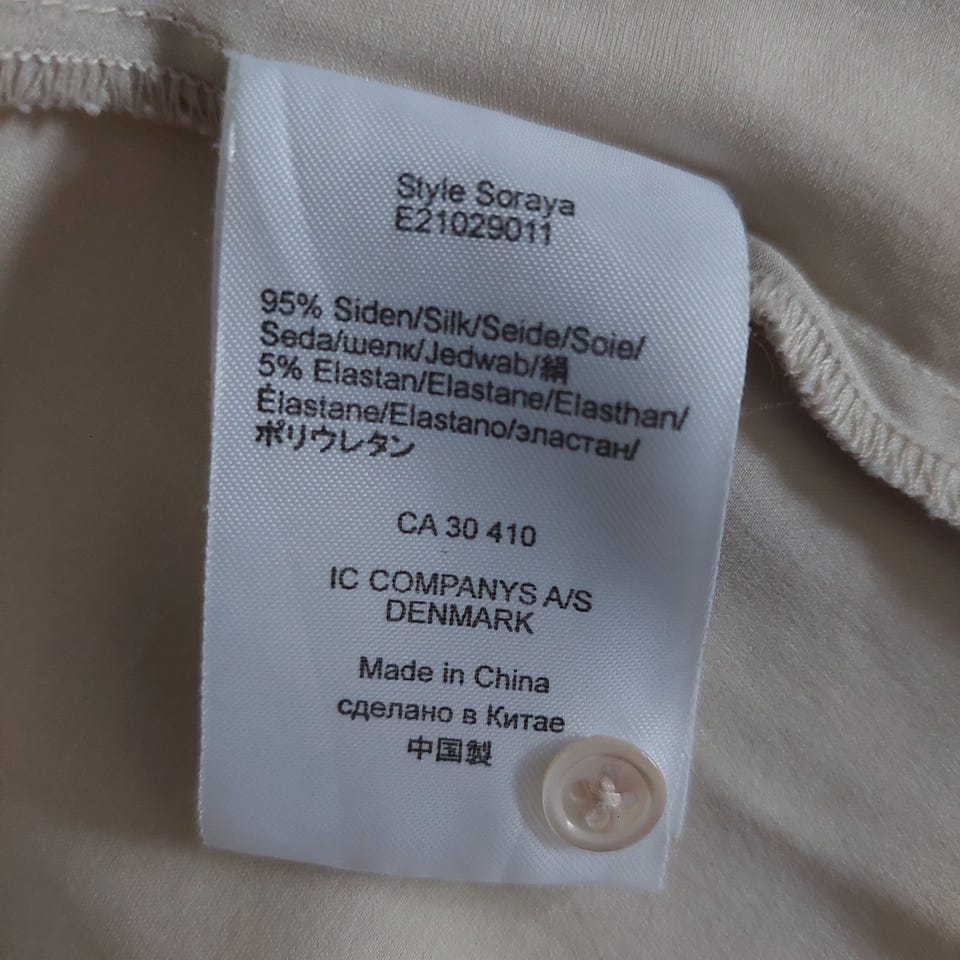 Style Soraya
E21029011
95% Siden/Silk/Seide/Soie/
Seda/шелк/Jedwab/絹
5% Elastan/Elastane/Elasthan/
Élastane/Elastano/эластан/
ポリウレタン
CA 30 410
IC COMPANYS A/S
DENMARK
Made in China
сделано в Китае
中国製